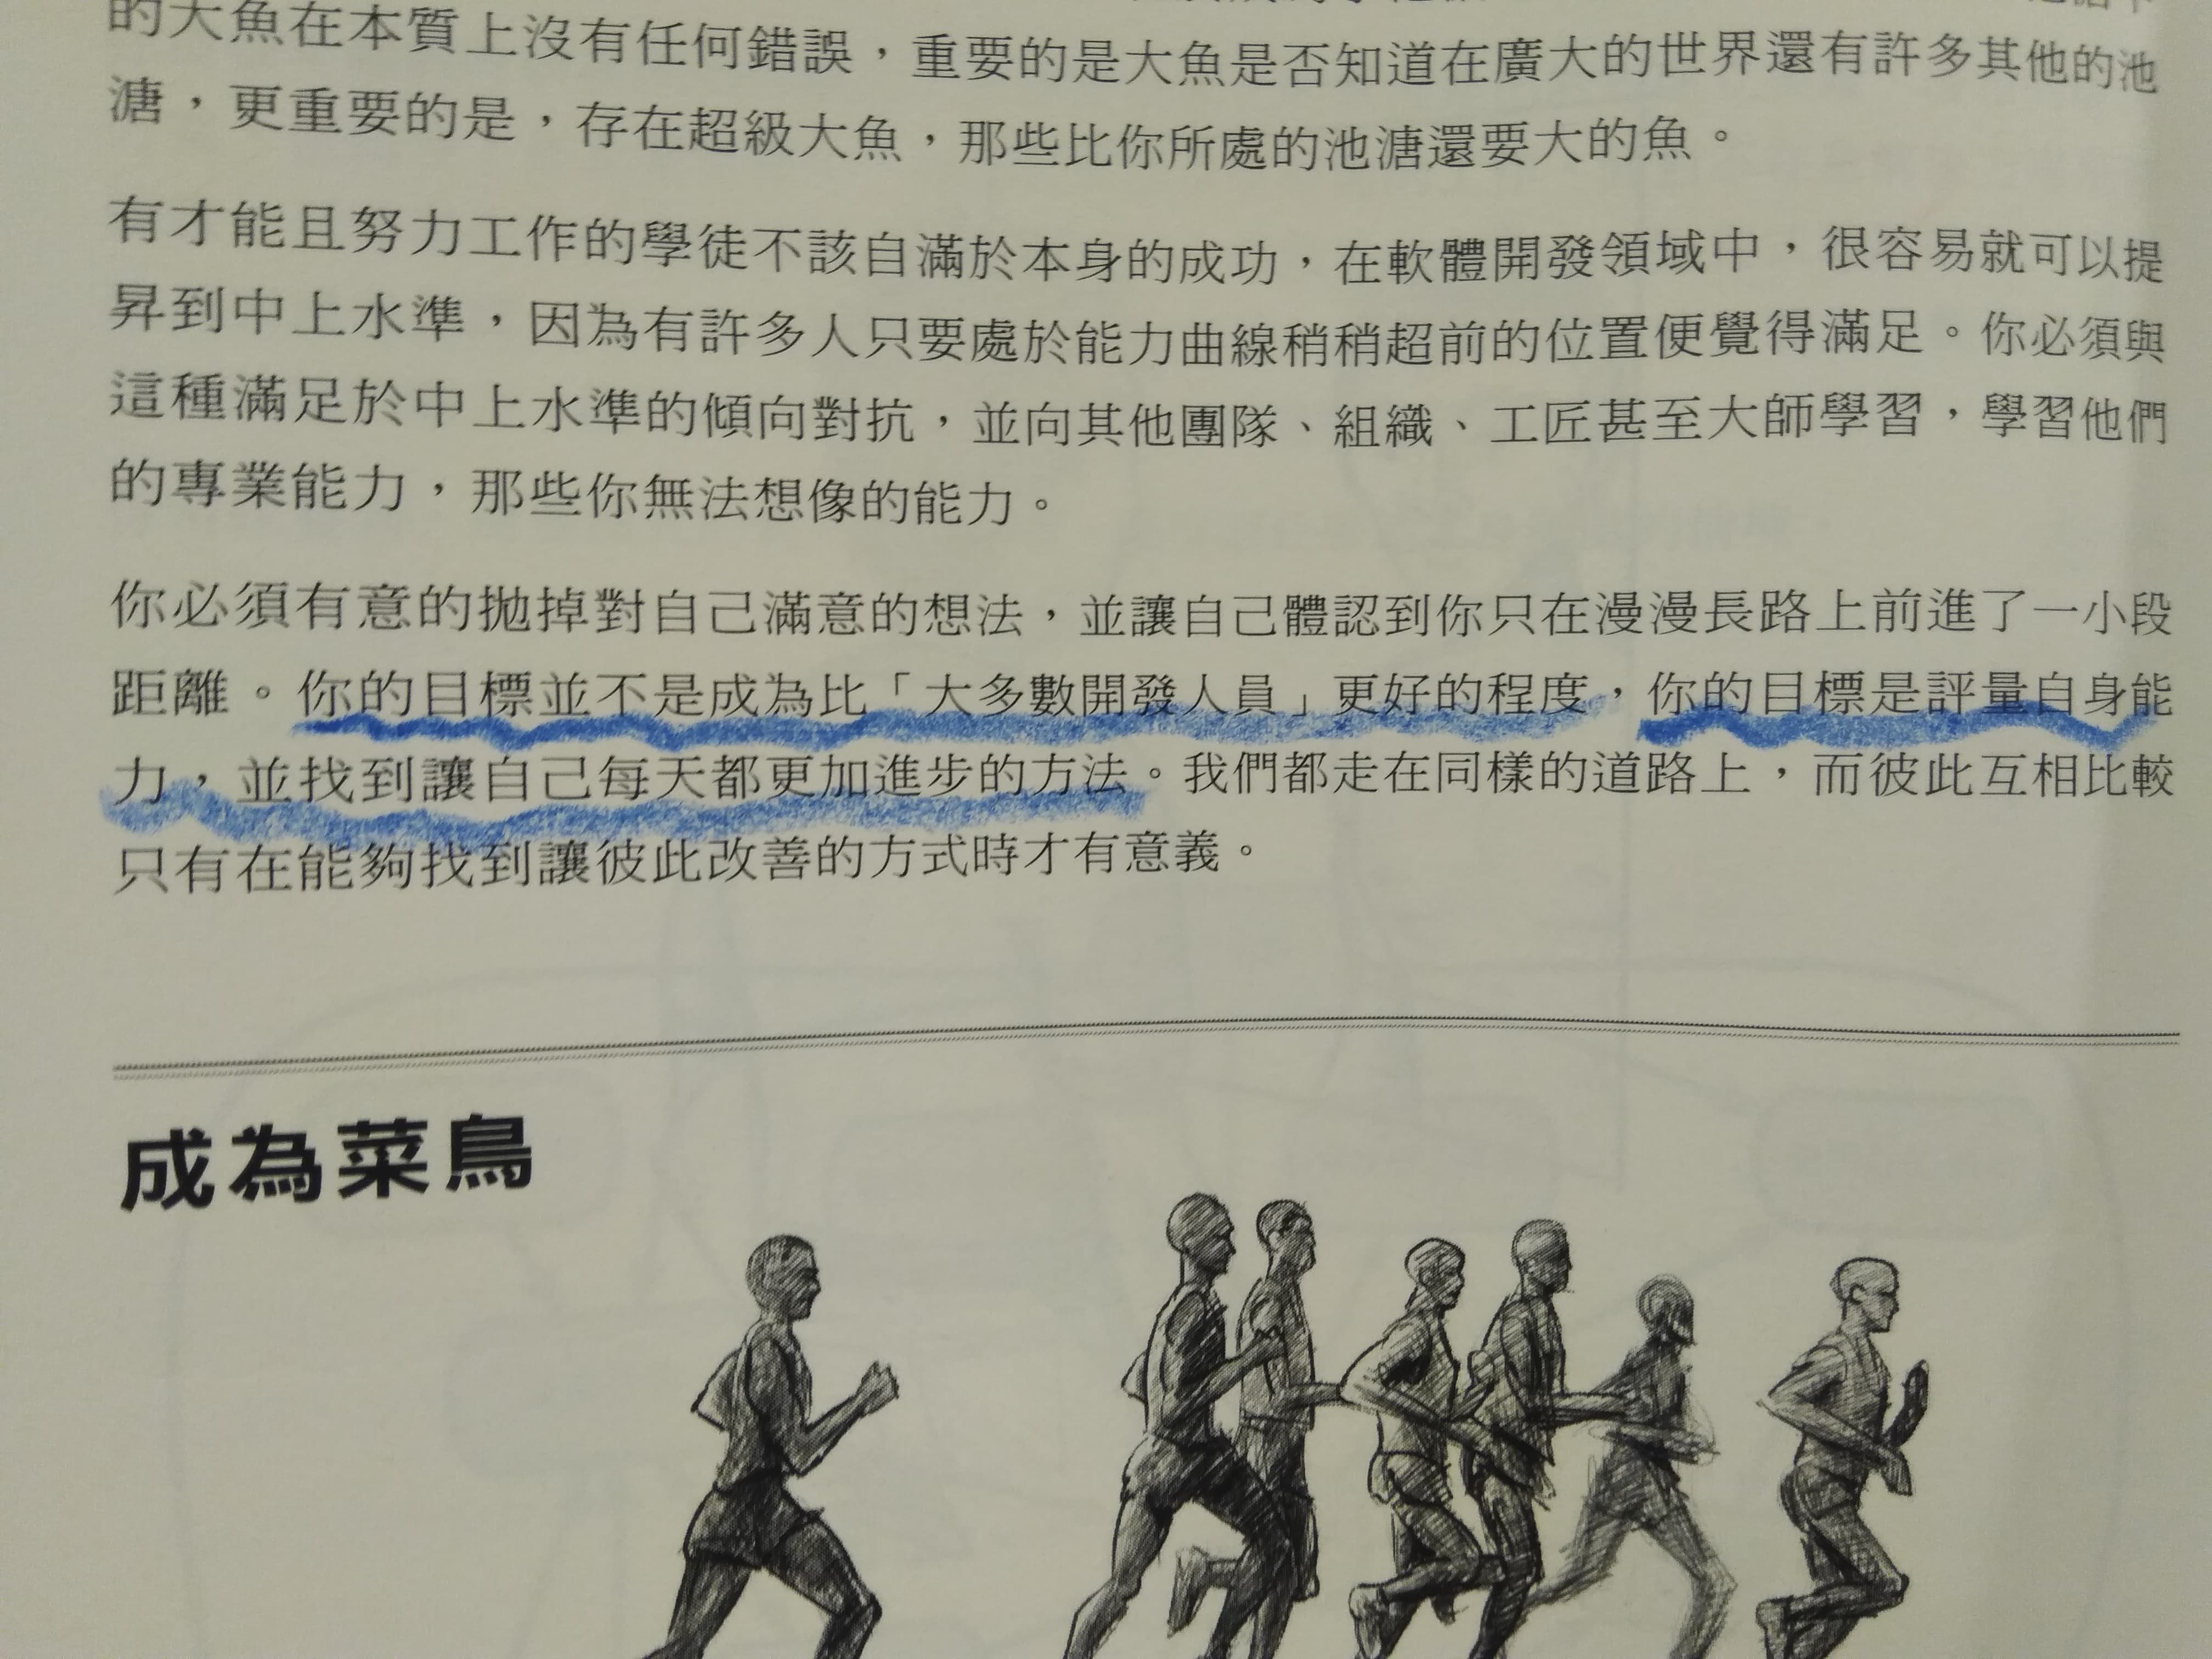 的大魚在本質上沒有任何錯誤，重要的是大魚是否知道在廣大的世界還有許多其他的池
溏，更重要的是，存在超級大魚，那些比你所處的池溏還要大的魚。
有才能且努力工作的學徒不該自滿於本身的成功，在軟體開發領域中，很容易就可以提
昇到中上水準，因為有許多人只要處於能力曲線稍稍超前的位置便覺得滿足。你必須與
這種滿足於中上水準的傾向對抗，並向其他團隊、組織、工匠甚至大師學習，學習他們
的專業能力，那些你無法想像的能力。
你必須有意的拋掉對自己滿意的想法，並讓自己體認到你只在漫漫長路上前進了一小段
距離。你的目標並不是成為比「大多數開發人員」更好的程度，你的目標是評量自身能
力，並找到讓自己每天都更加進步的方法。我們都走在同樣的道路上，而彼此互相比較
只有在能夠找到讓彼此改善的方式時才有意義。
成為菜鳥